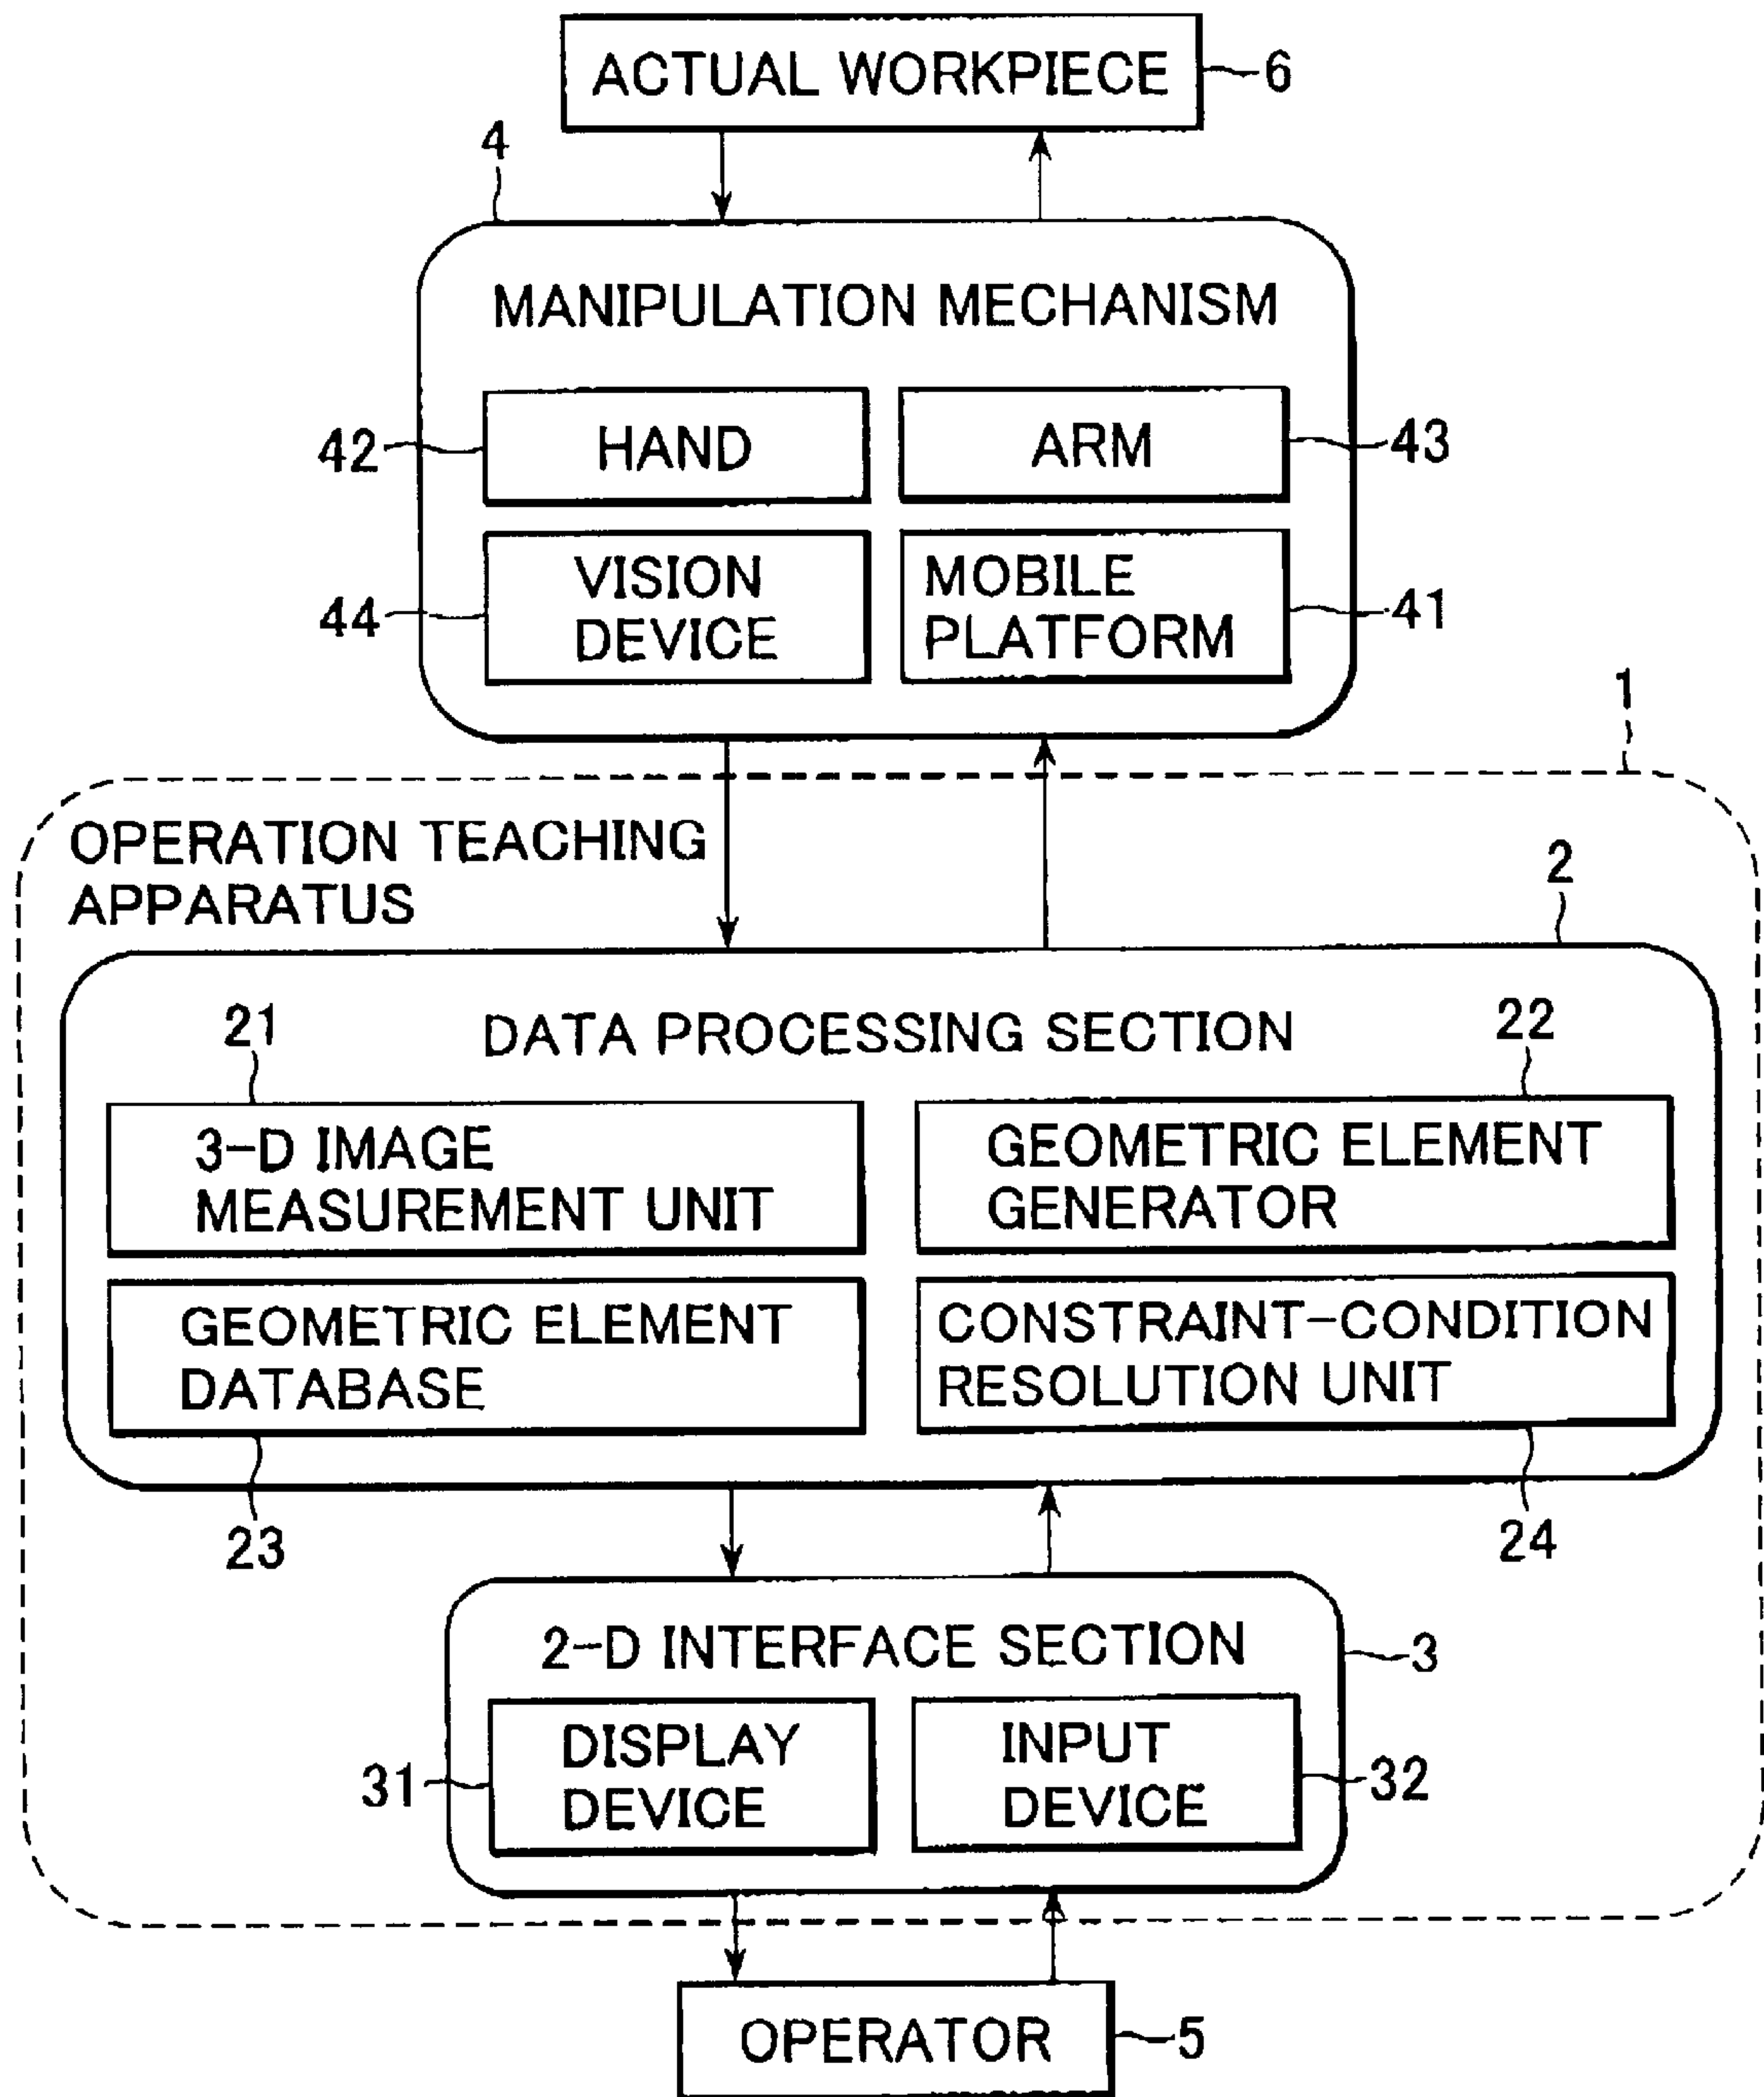 ACTUAL WORKPIECE
6
4
MANIPULATION MECHANISM
42
HAND
ARM
43
44
VISION
DEVICE
MOBILE
PLATFORM
41
1
OPERATION TEACHING
APPARATUS
2
DATA PROCESSING SECTION
21
22
3-D IMAGE
MEASUREMENT UNIT
GEOMETRIC ELEMENT
GENERATOR
GEOMETRIC ELEMENT
DATABASE
CONSTRAINT-CONDITION
RESOLUTION UNIT
23
24
2-D INTERFACE SECTION
3
31
DISPLAY
DEVICE
INPUT
DEVICE
32
OPERATOR
5